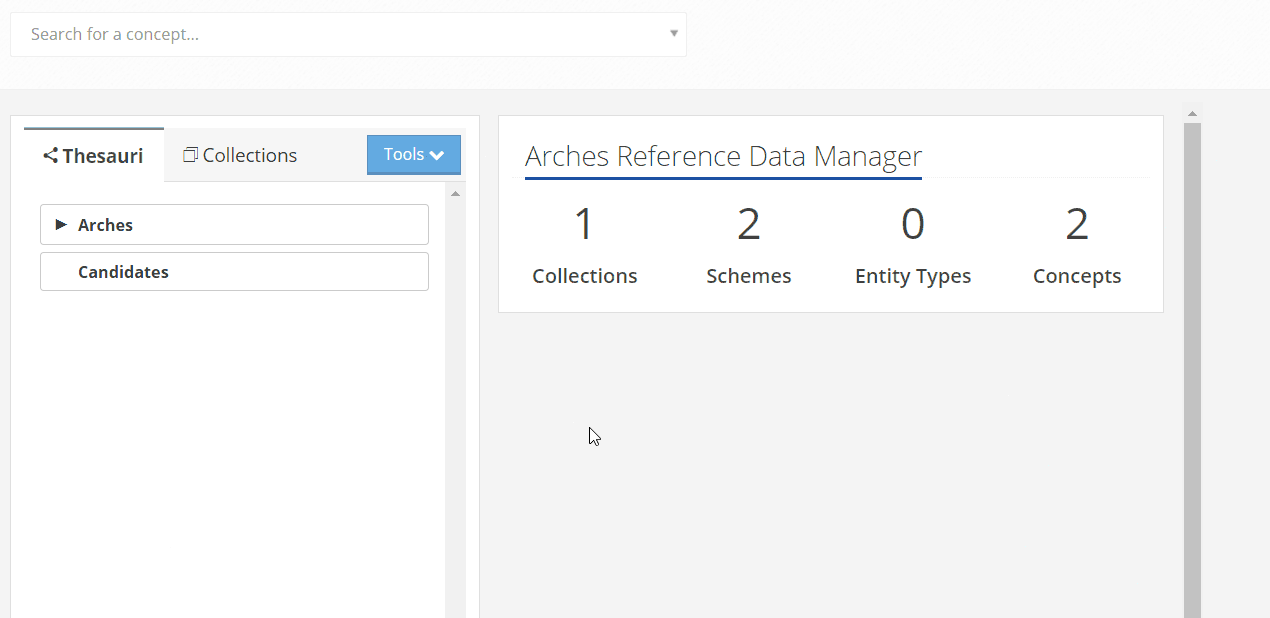 Search for a concept...
Thesauri
Collections
Tools
Arches
Candidates
Arches Reference Data Manager
1 2 0 2
Collections Schemes Entity Types Concepts